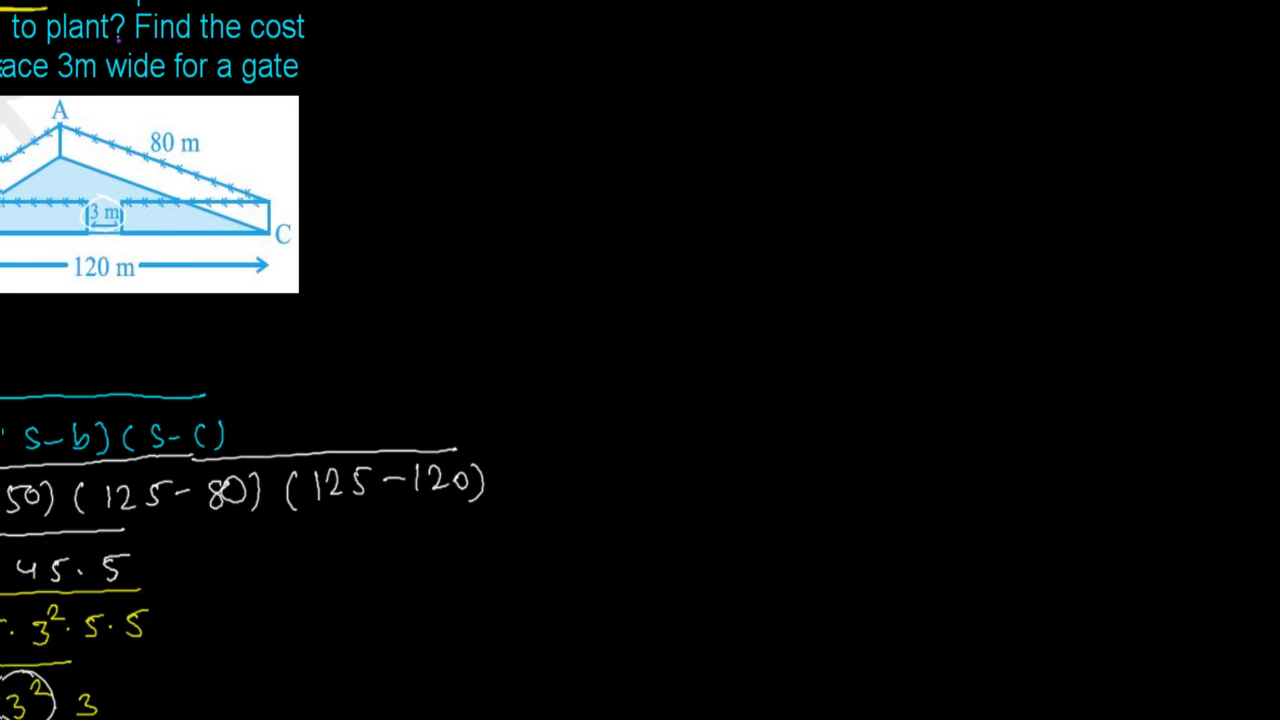 to plant? Find the cost
ace 3m wide for a gate
A
80 m
3 m
C
120 m
s-b)(s-c)
50)(125-80)(125-120)
45.5
. 3².5.5
3² 3